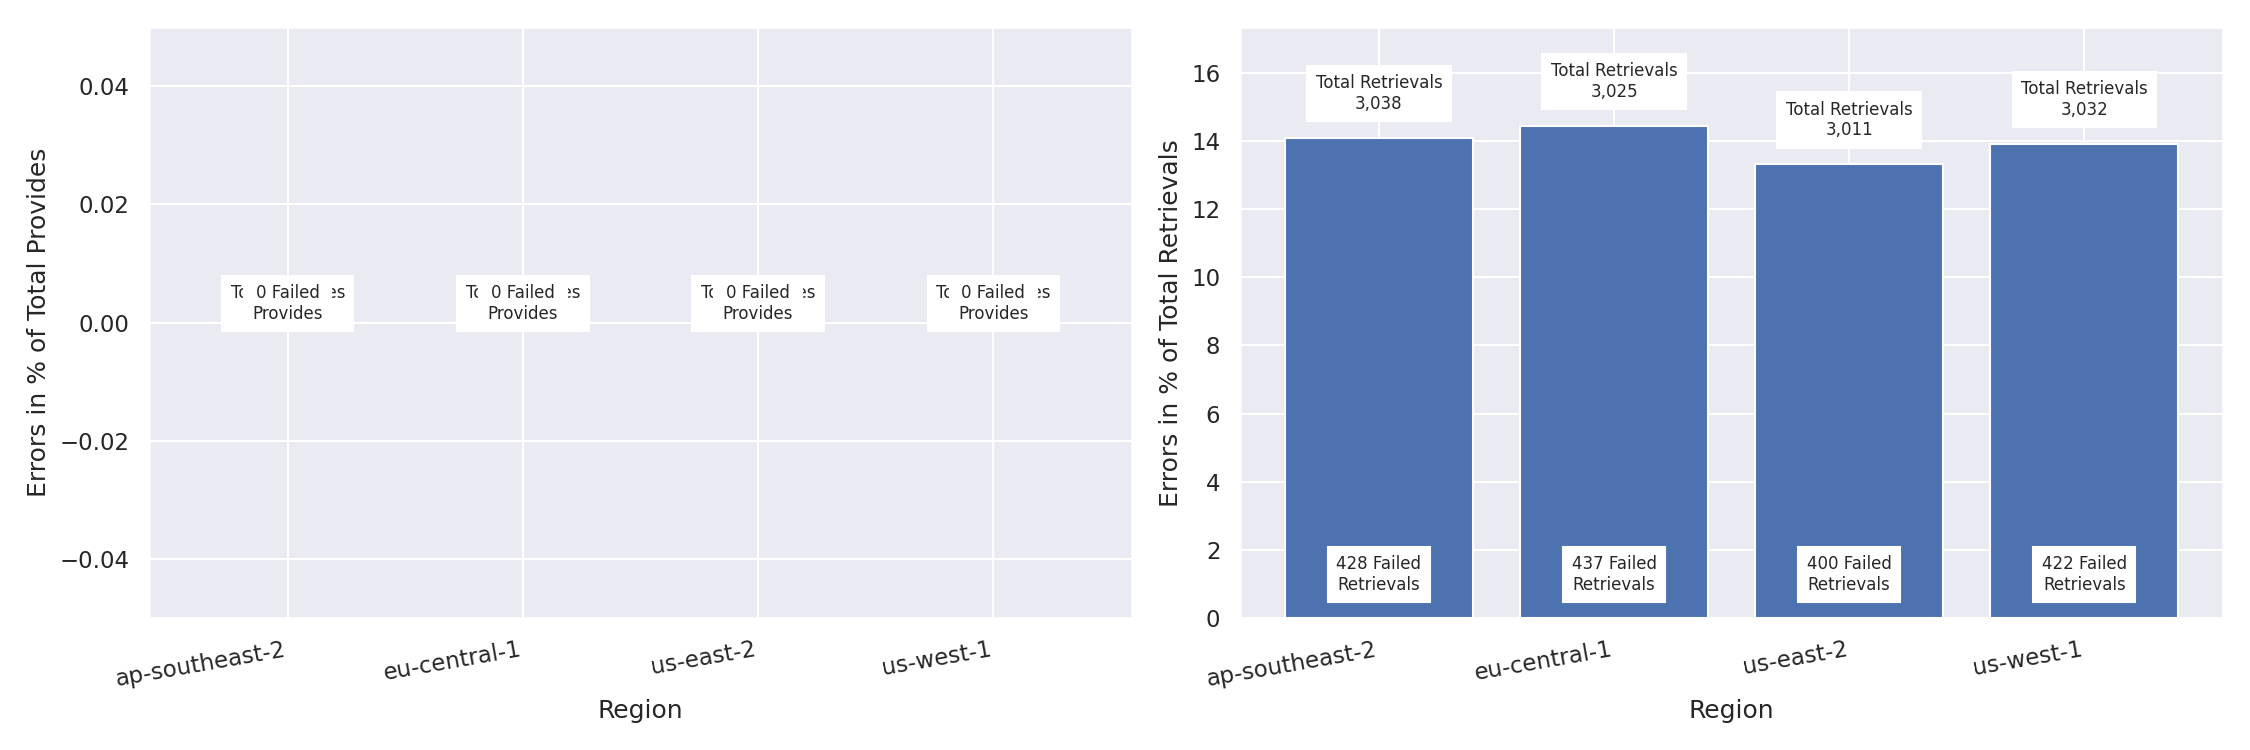 Errors in % of Total Provides
0.04
0.02
0.00
−0.02
−0.04
0 Failed
Provides
0 Failed
Provides
0 Failed
Provides
0 Failed
Provides
ap-southeast-2
eu-central-1
us-east-2
us-west-1
Region
Errors in % of Total Retrievals
16
14
12
10
8
6
4
2
0
Total Retrievals
3,038
Total Retrievals
3,025
Total Retrievals
3,011
Total Retrievals
3,032
428 Failed
Retrievals
437 Failed
Retrievals
400 Failed
Retrievals
422 Failed
Retrievals
ap-southeast-2
eu-central-1
us-east-2
us-west-1
Region